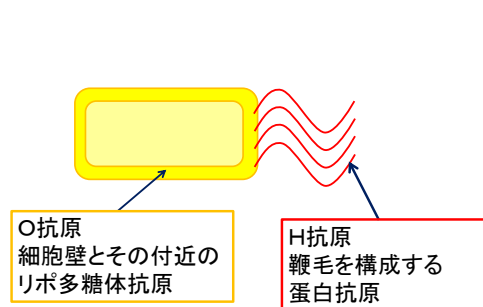 O抗原
細胞壁とその付近の
リポ多糖体抗原
H抗原
鞭毛を構成する
蛋白抗原